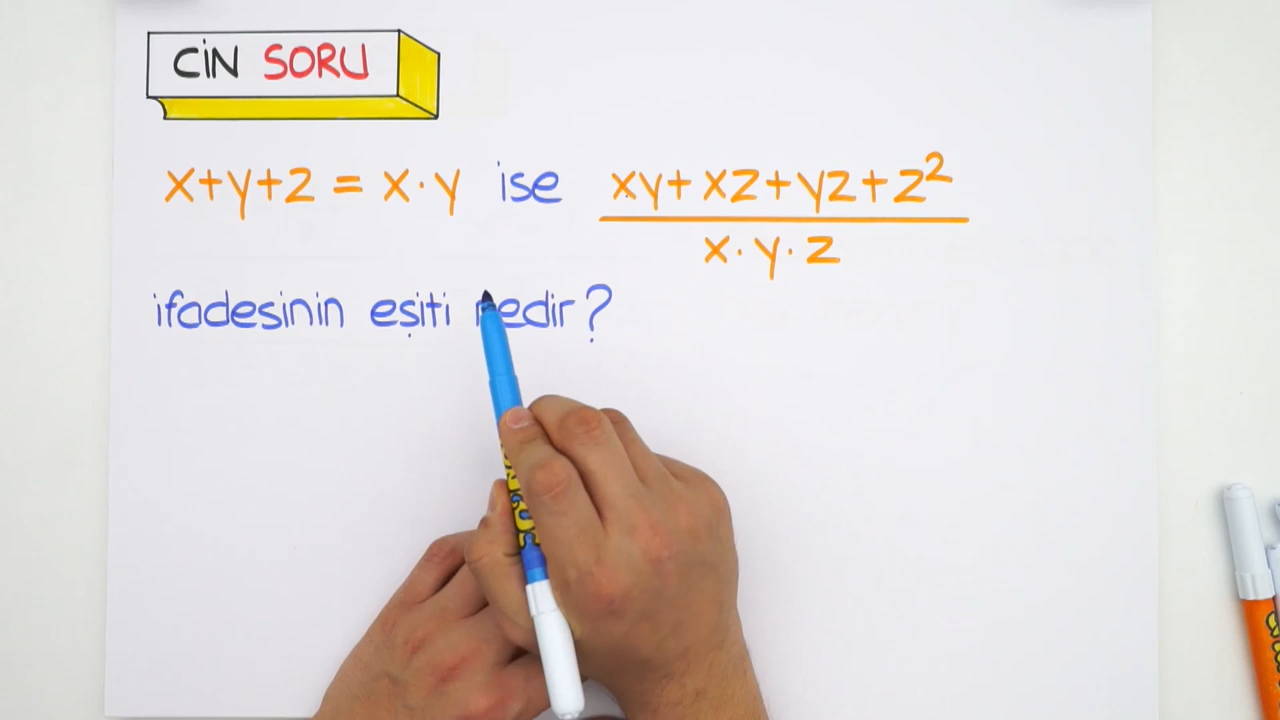 CİN SORU
x+y+z = x·y ise xy+xz+yz+z²
x·y·z
ifadesinin eşiti nedir?